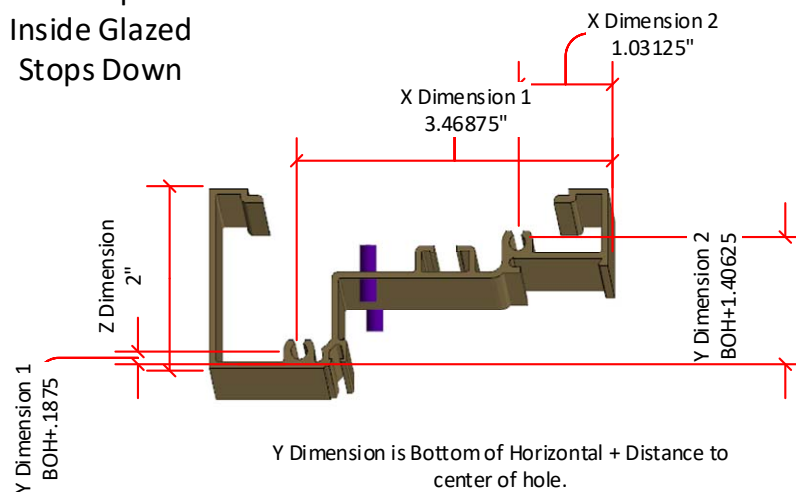 Inside Glazed
Stops Down
X Dimension 2
1.03125"
X Dimension 1
3.46875"
Z Dimension
2"
Y Dimension 2
BOH+1.40625
Y Dimension 1
BOH+.1875
Y Dimension is Bottom of Horizontal + Distance to
center of hole.